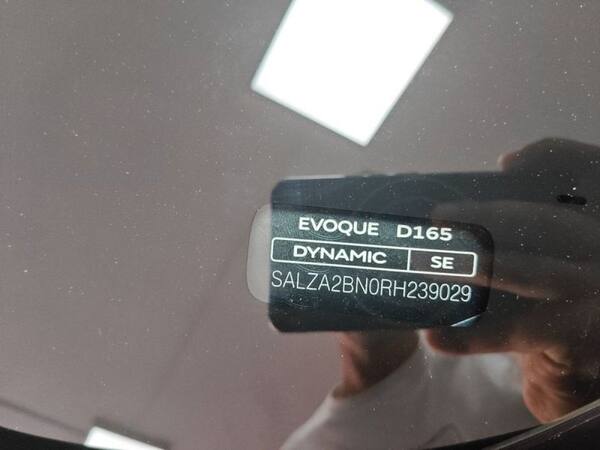 EVOQUE D165
DYNAMIC SE
SALZA2BN0RH239029